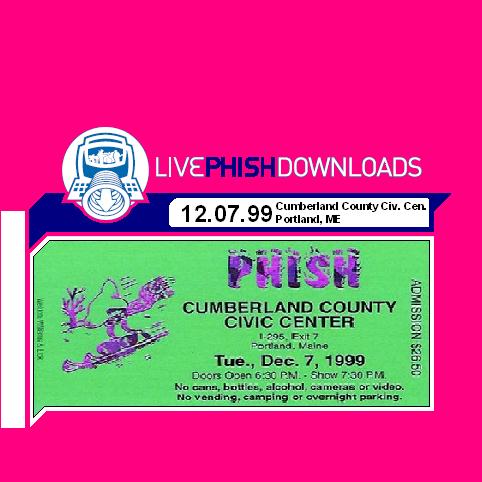 LIVEPHISHDOWNLOADS
12.07.99
Cumberland County Civ. Cen.
Portland, ME
PHISH
CUMBERLAND COUNTY
CIVIC CENTER
I-295, Exit 7
Portland, Maine
Tue., Dec. 7, 1999
Doors Open 6:30 P.M. - Show 7:30 P.M.
No cans, bottles, alcohol, cameras or video.
No vending, camping or overnight parking.
ADMISSION $26.50